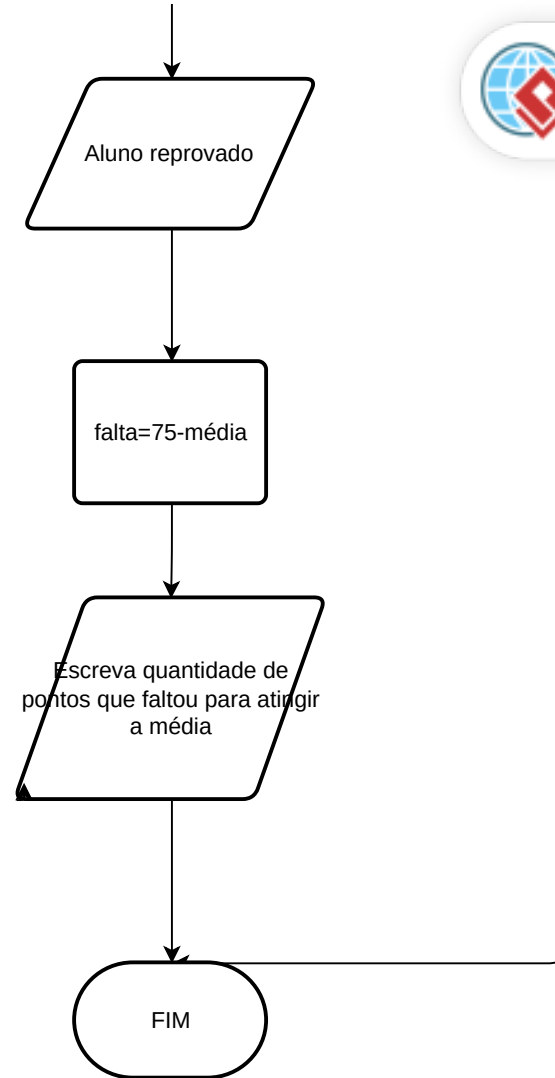 Aluno reprovado
falta=75-média
Escreva quantidade de
pontos que faltou para atingir
a média
FIM